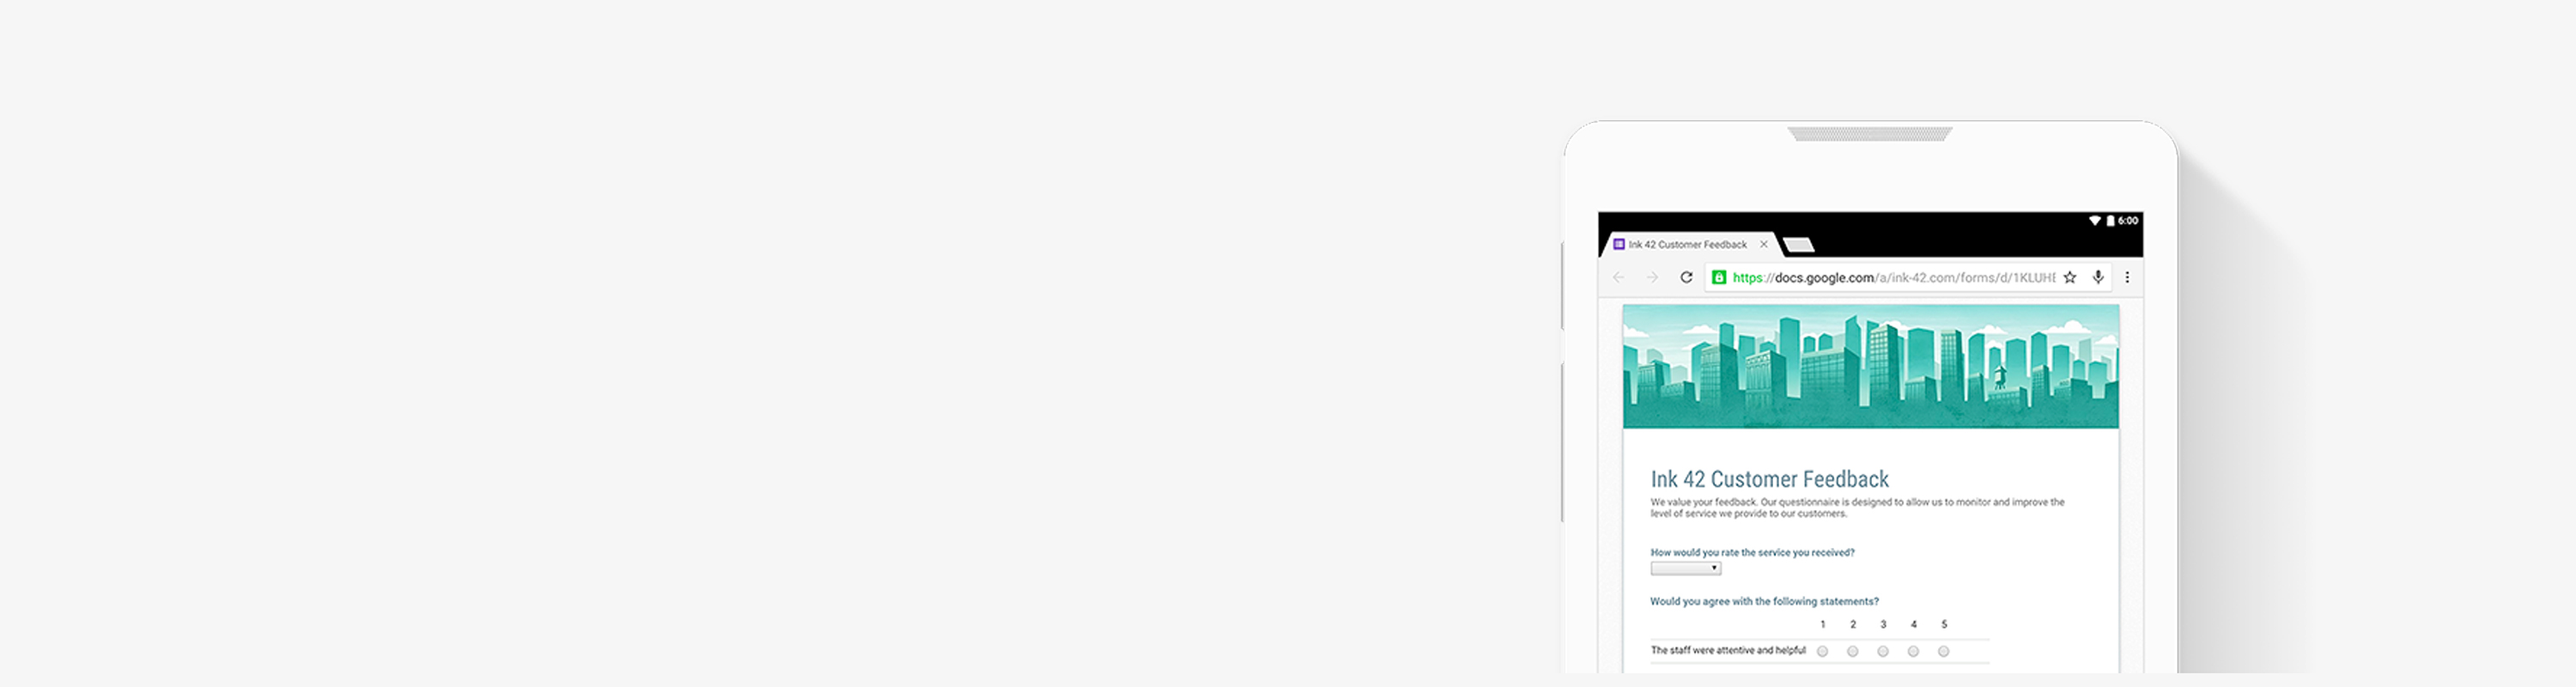 6:00
Ink 42 Customer Feedback
https://docs.google.com/a/ink-42.com/forms/d/1KLUHE
Ink 42 Customer Feedback
We value your feedback. Our questionnaire is designed to allow us to monitor and improve the
level of service we provide to our customers.
How would you rate the service you received?
Would you agree with the following statements?
1 2 3 4 5
The staff were attentive and helpful